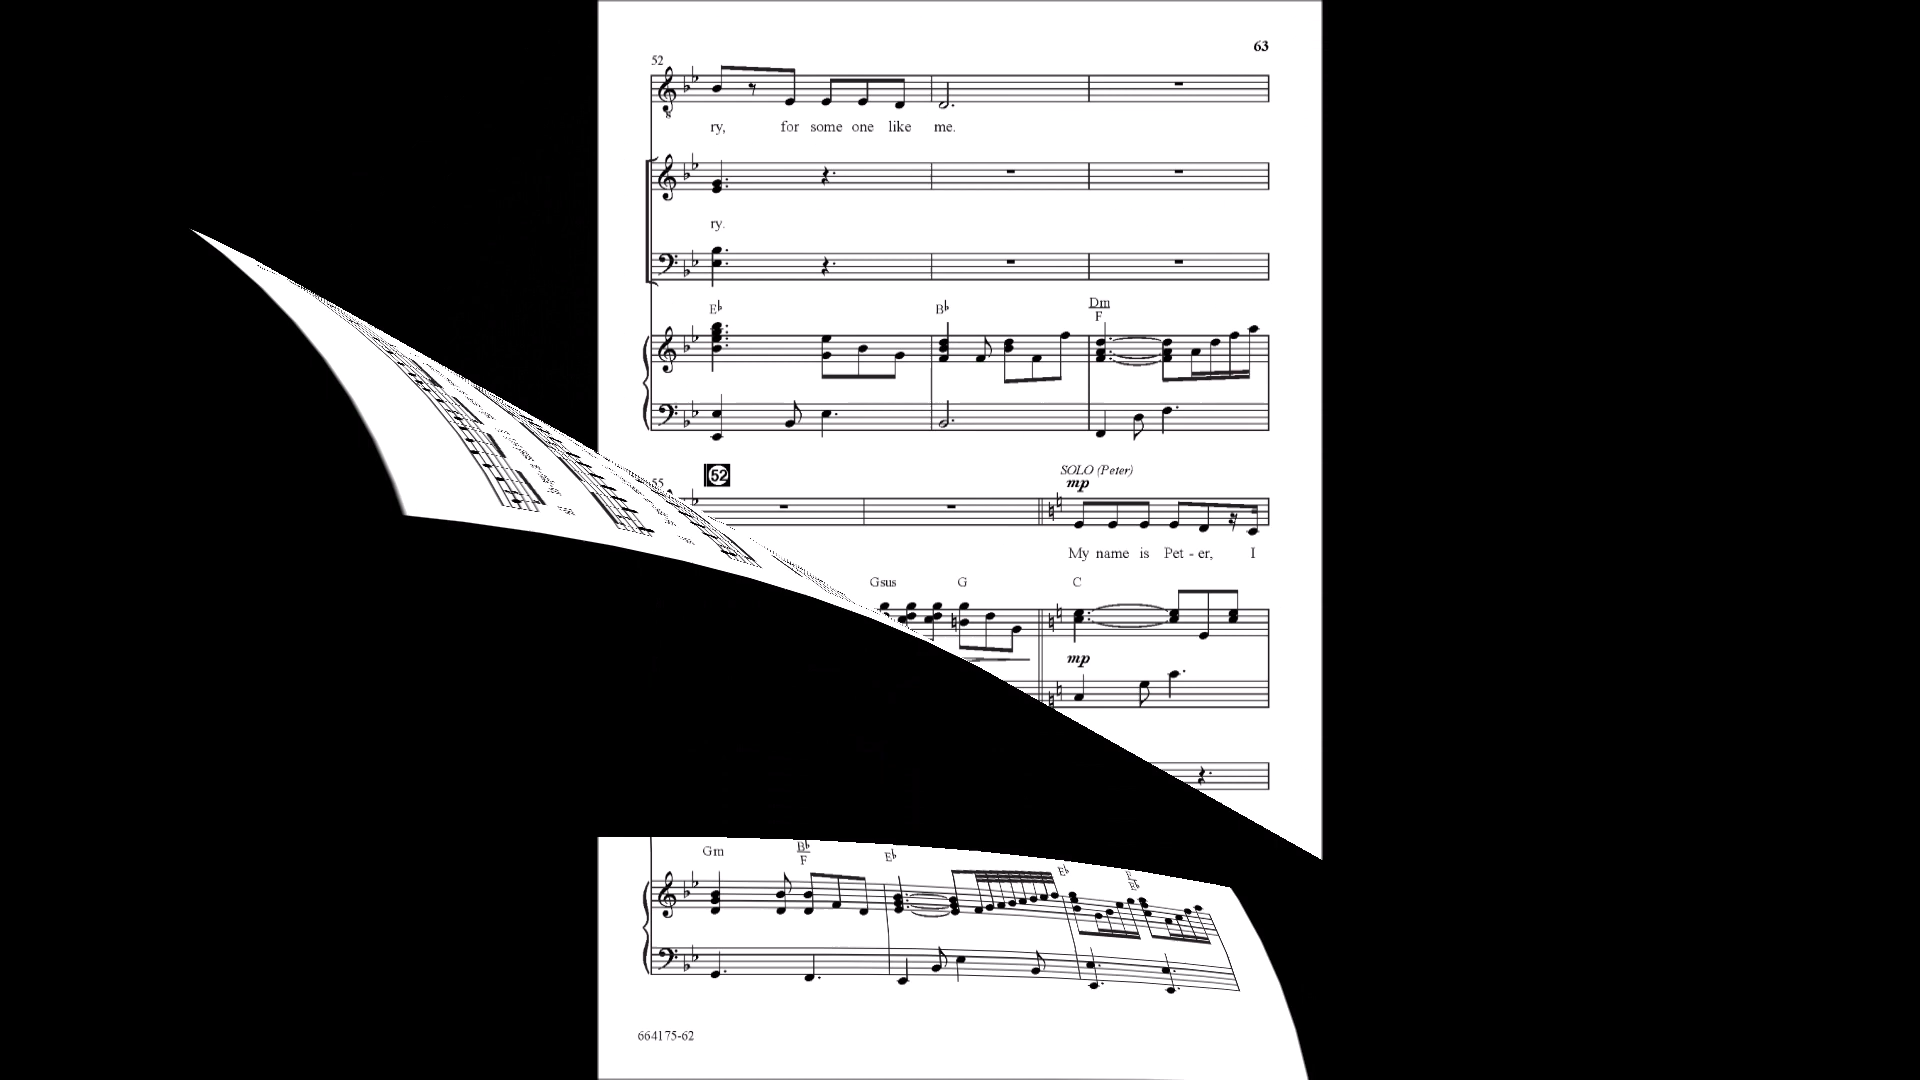 63
52
ry, for some one like me.
ry.
E♭ B♭ Dm
F
55 52 SOLO (Peter)
mp
My name is Pet - er, I
Gsus G C
mp
Gm B♭ E♭
F
E♭
E♭
664175-62